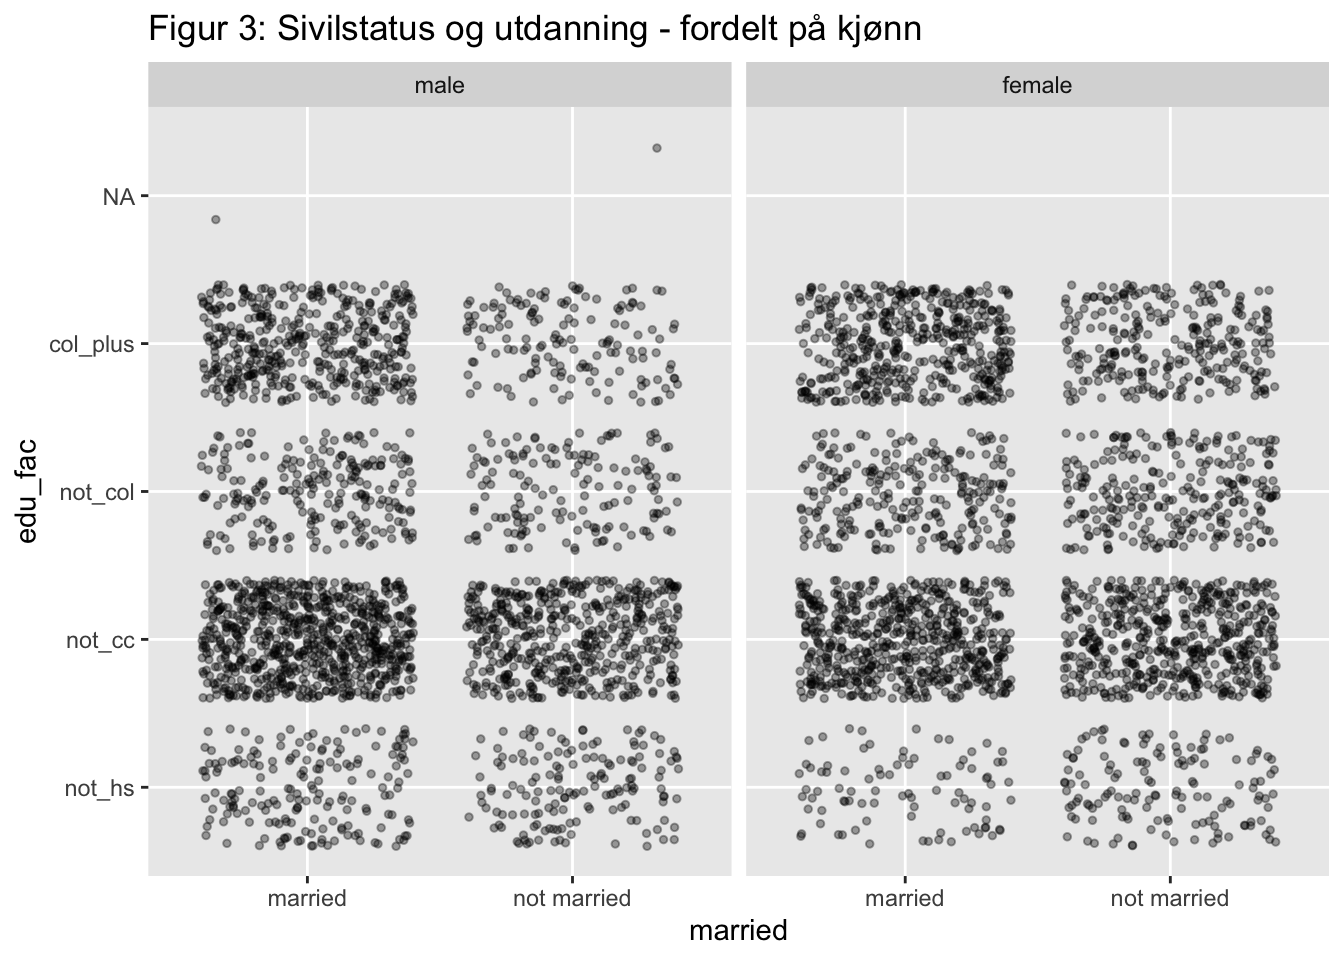 Figur 3: Sivilstatus og utdanning - fordelt på kjønn
male
female
NA
col_plus
not_col
not_cc
not_hs
edu_fac
married
not married
married
not married
married